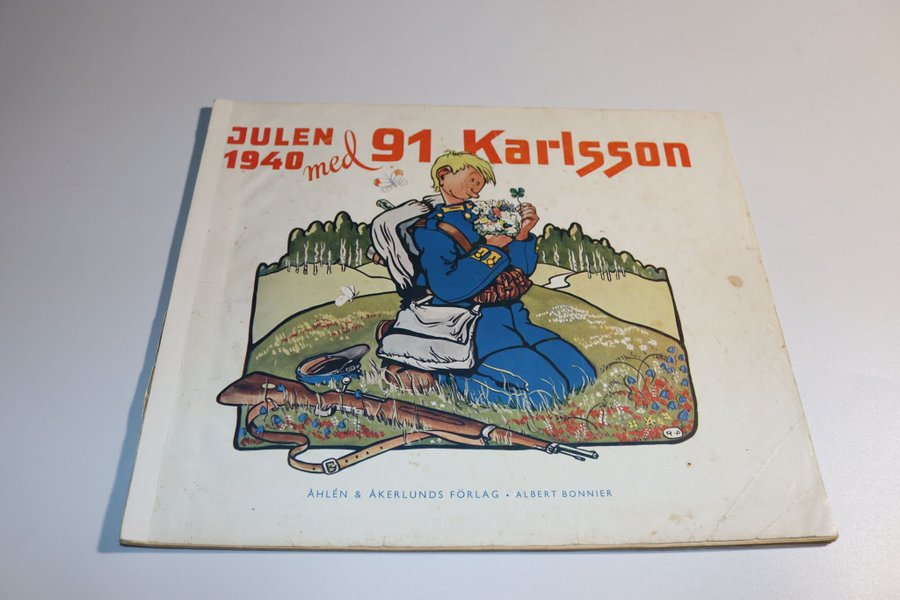 JULEN
1940 med 91 Karlsson
ÅHLÉN & ÅKERLUNDS FÖRLAG • ALBERT BONNIER